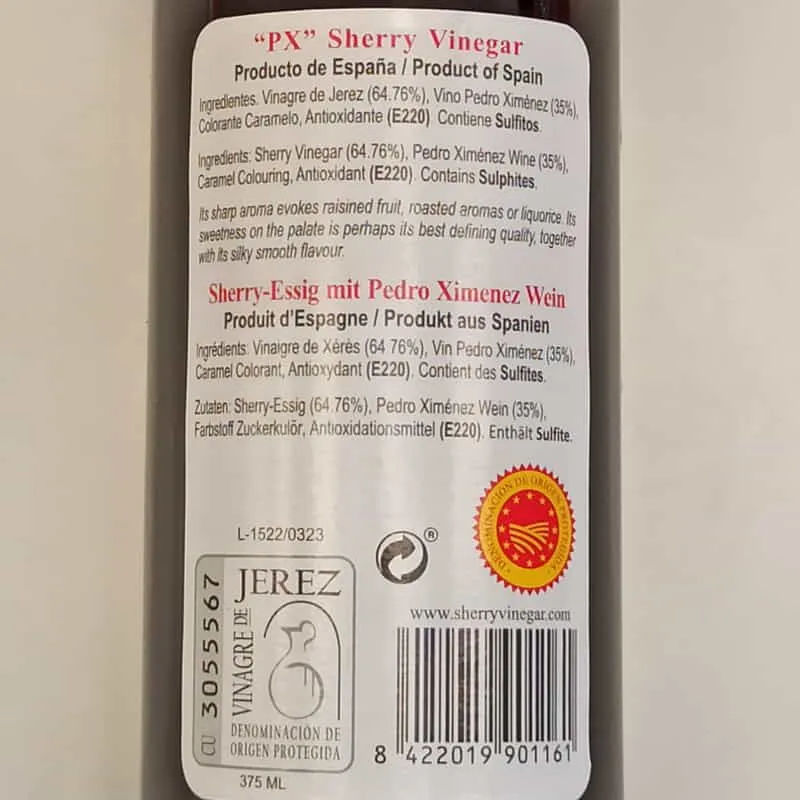 “PX” Sherry Vinegar
Producto de España / Product of Spain
Ingredientes. Vinagre de Jerez (64.76%), Vino Pedro Ximénez (35%),
Colorante Caramelo, Antioxidante (E220) Contiene Sulfitos.
Ingredients: Sherry Vinegar (64.76%), Pedro Ximénez Wine (35%),
Caramel Colouring, Antioxidant (E220). Contains Sulphites.
Its sharp aroma evokes raisined fruit, roasted aromas or liquorice. Its
sweetness on the palate is perhaps its best defining quality, together
with its silky smooth flavour.
Sherry-Essig mit Pedro Ximenez Wein
Produit d’Espagne / Produkt aus Spanien
Ingrédients: Vinaigre de Xérès (64 76%), Vin Pedro Ximénez (35%),
Caramel Colorant, Antioxydant (E220). Contient des Sulfites.
Zutaten: Sherry-Essig (64.76%), Pedro Ximénez Wein (35%),
Farbstoff Zuckerkulör, Antioxidationsmittel (E220). Enthält Sulfite.
L-1522/0323
®
DENOMINACIÓN DE ORIGEN PROTEGIDA
www.sherryvinegar.com
CU 3055567
VINAGRE DE
JEREZ
DENOMINACIÓN DE
ORIGEN PROTEGIDA
375 ML
8 422019 901161